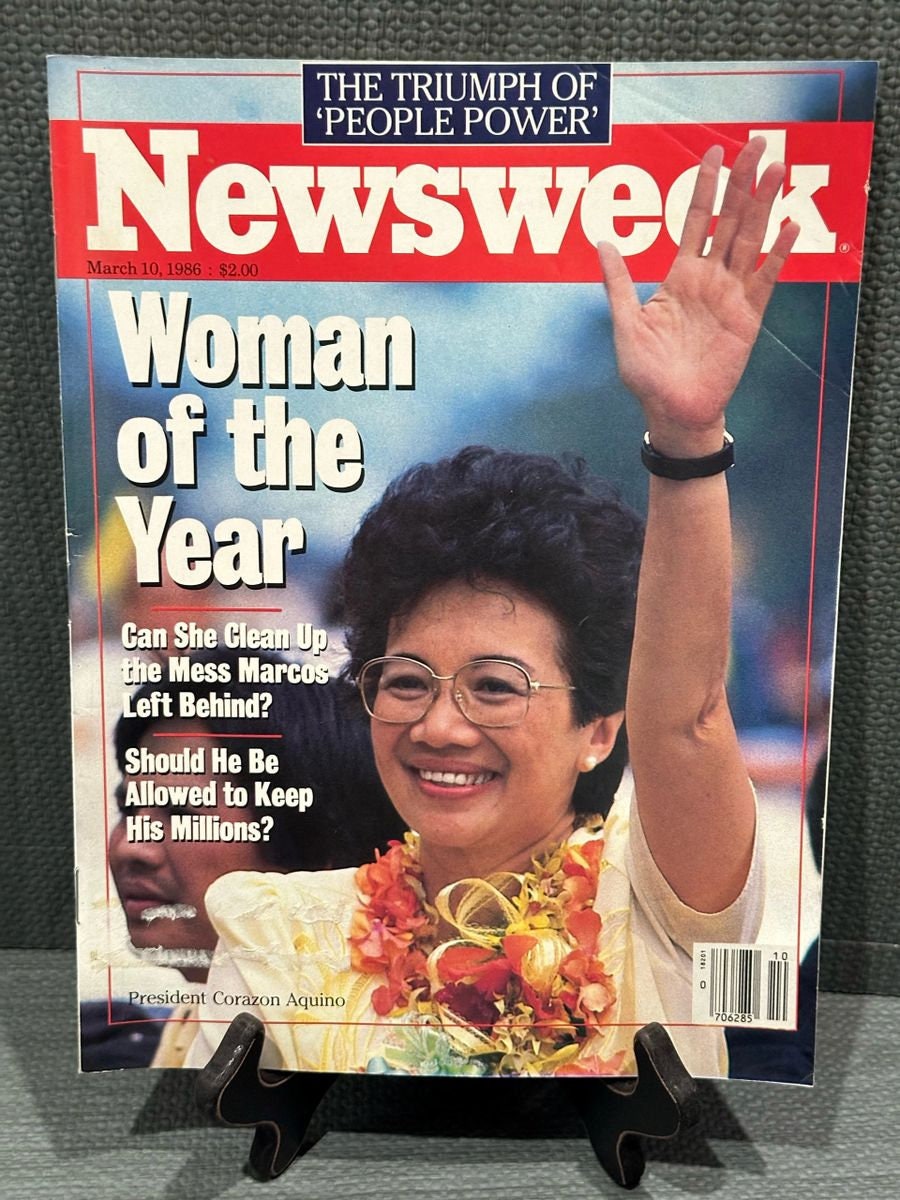 THE TRIUMPH OF
'PEOPLE POWER'
Newsweek
March 10, 1986 : $2.00
Woman
of the
Year
Can She Clean Up
the Mess Marcos
Left Behind?
Should He Be
Allowed to Keep
His Millions?
President Corazon Aquino
0 18201
10
706285